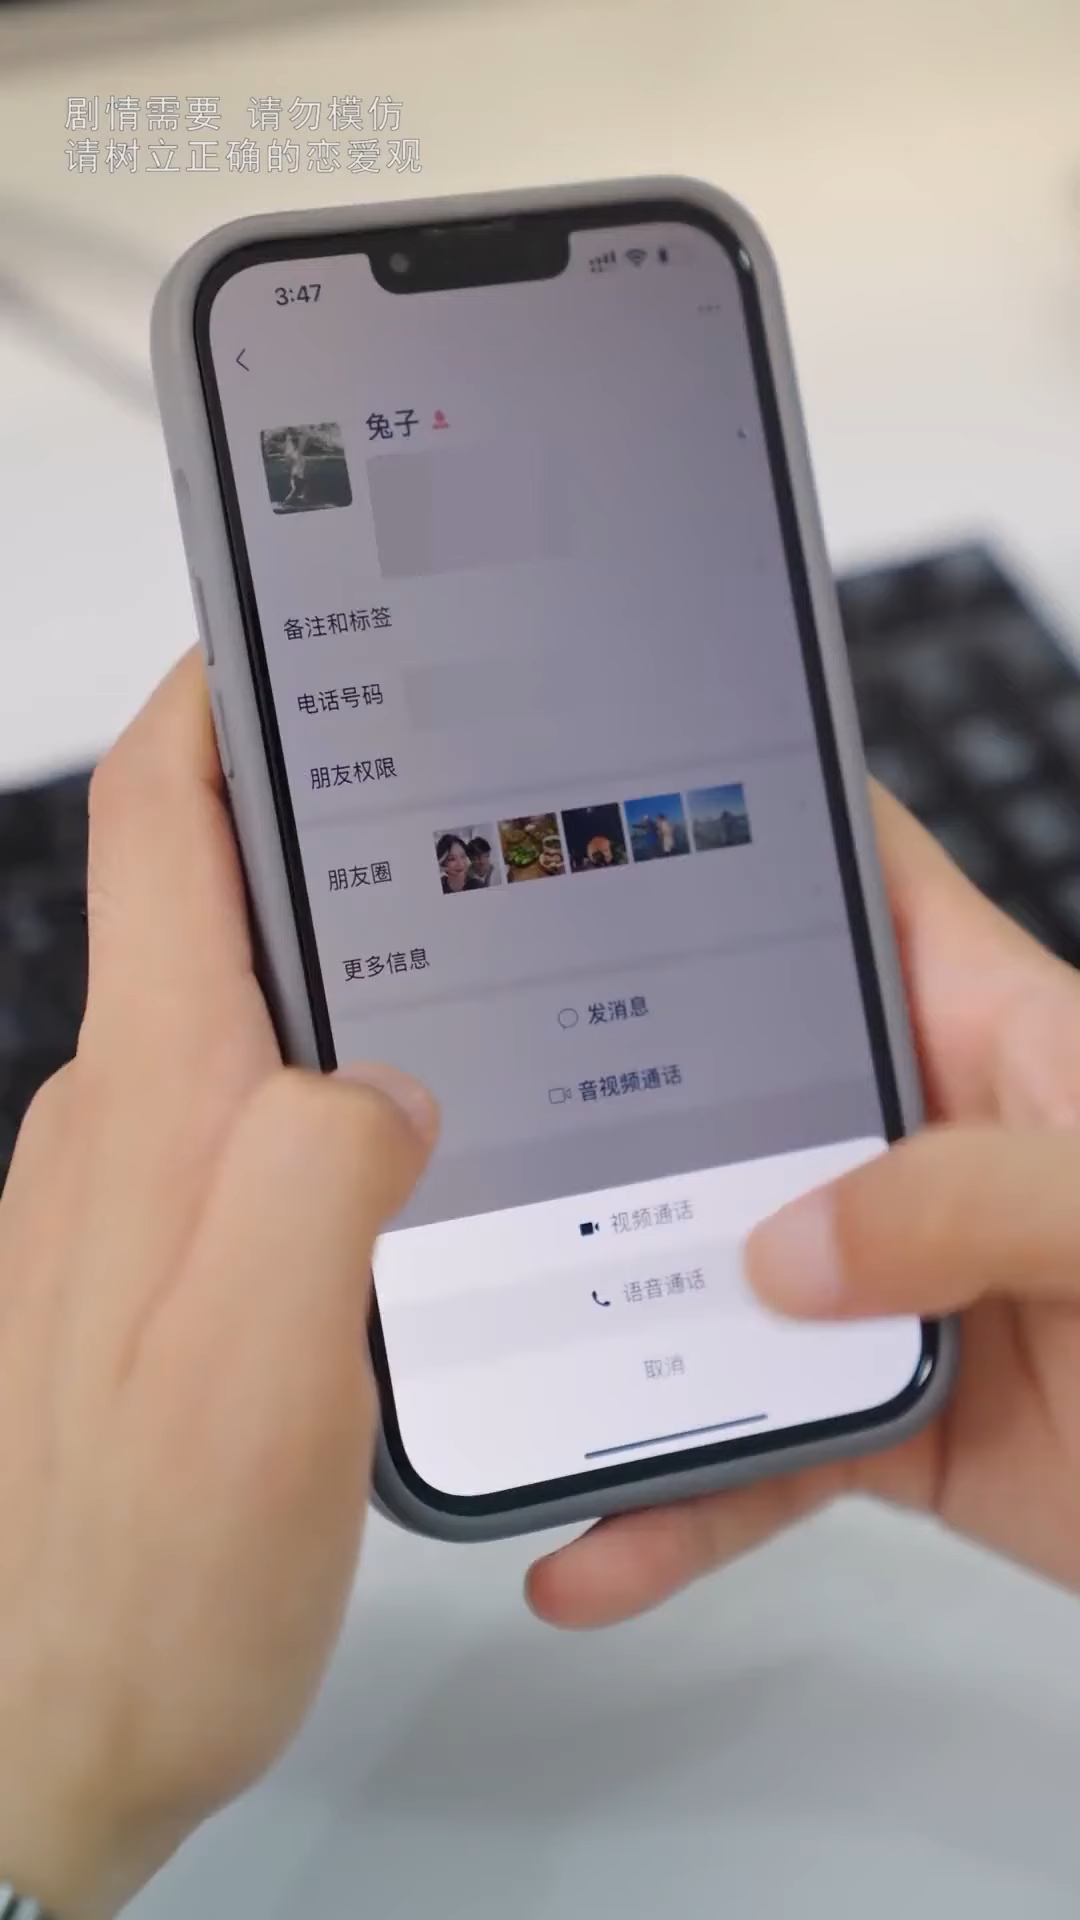 剧情需要 请勿模仿
请树立正确的恋爱观
3:47
兔子
备注和标签
电话号码
朋友权限
朋友圈
更多信息
发消息
音视频通话
视频通话
语音通话
取消